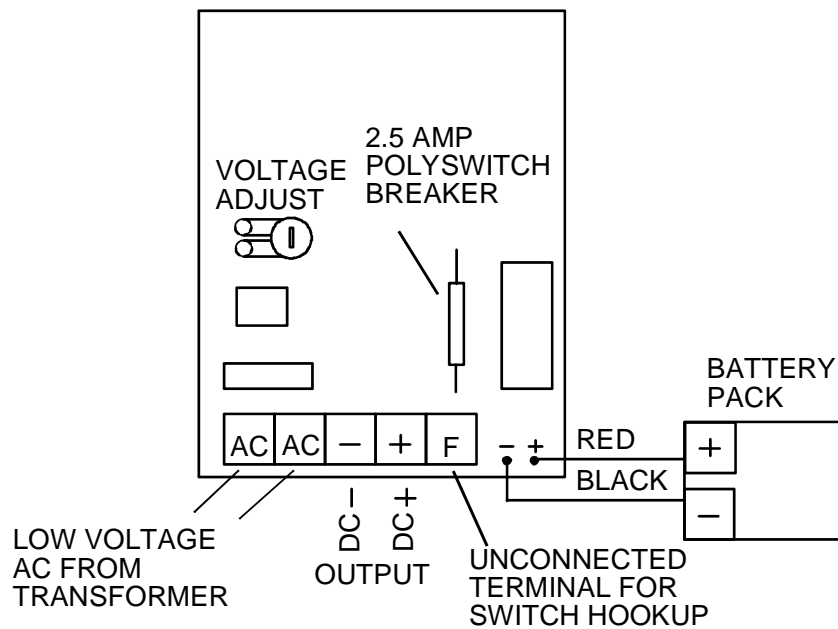 2.5 AMP
POLYSWITCH
BREAKER
VOLTAGE
ADJUST
BATTERY
PACK
AC AC − + F
− +
RED
+
BLACK
−
DC−
DC+
OUTPUT
LOW VOLTAGE
AC FROM
TRANSFORMER
UNCONNECTED
TERMINAL FOR
SWITCH HOOKUP